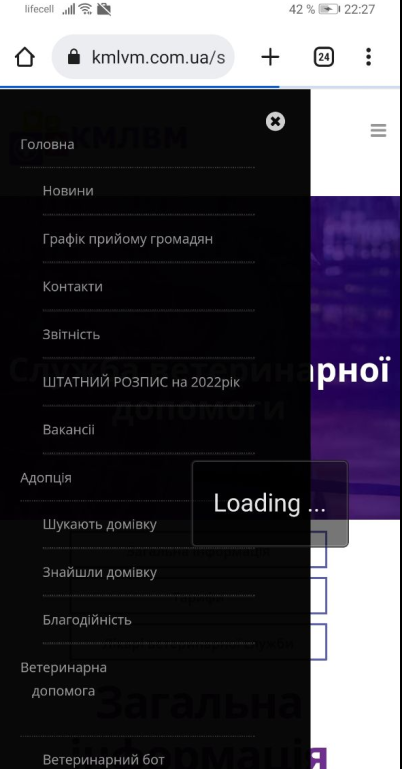 lifecell 42 % 22:27
kmlvm.com.ua/s 24
КМЛВМ
Головна
Новини
Графік прийому громадян
Контакти
Звітність
Служба ветеринарної
ШТАТНИЙ РОЗПИС на 2022рік
допомоги
Вакансії
Адопція
Loading ...
Шукають домівку
Знайшли домівку
Благодійність
Ветеринарна
допомога
Загальна
інформація
Ветеринарний бот